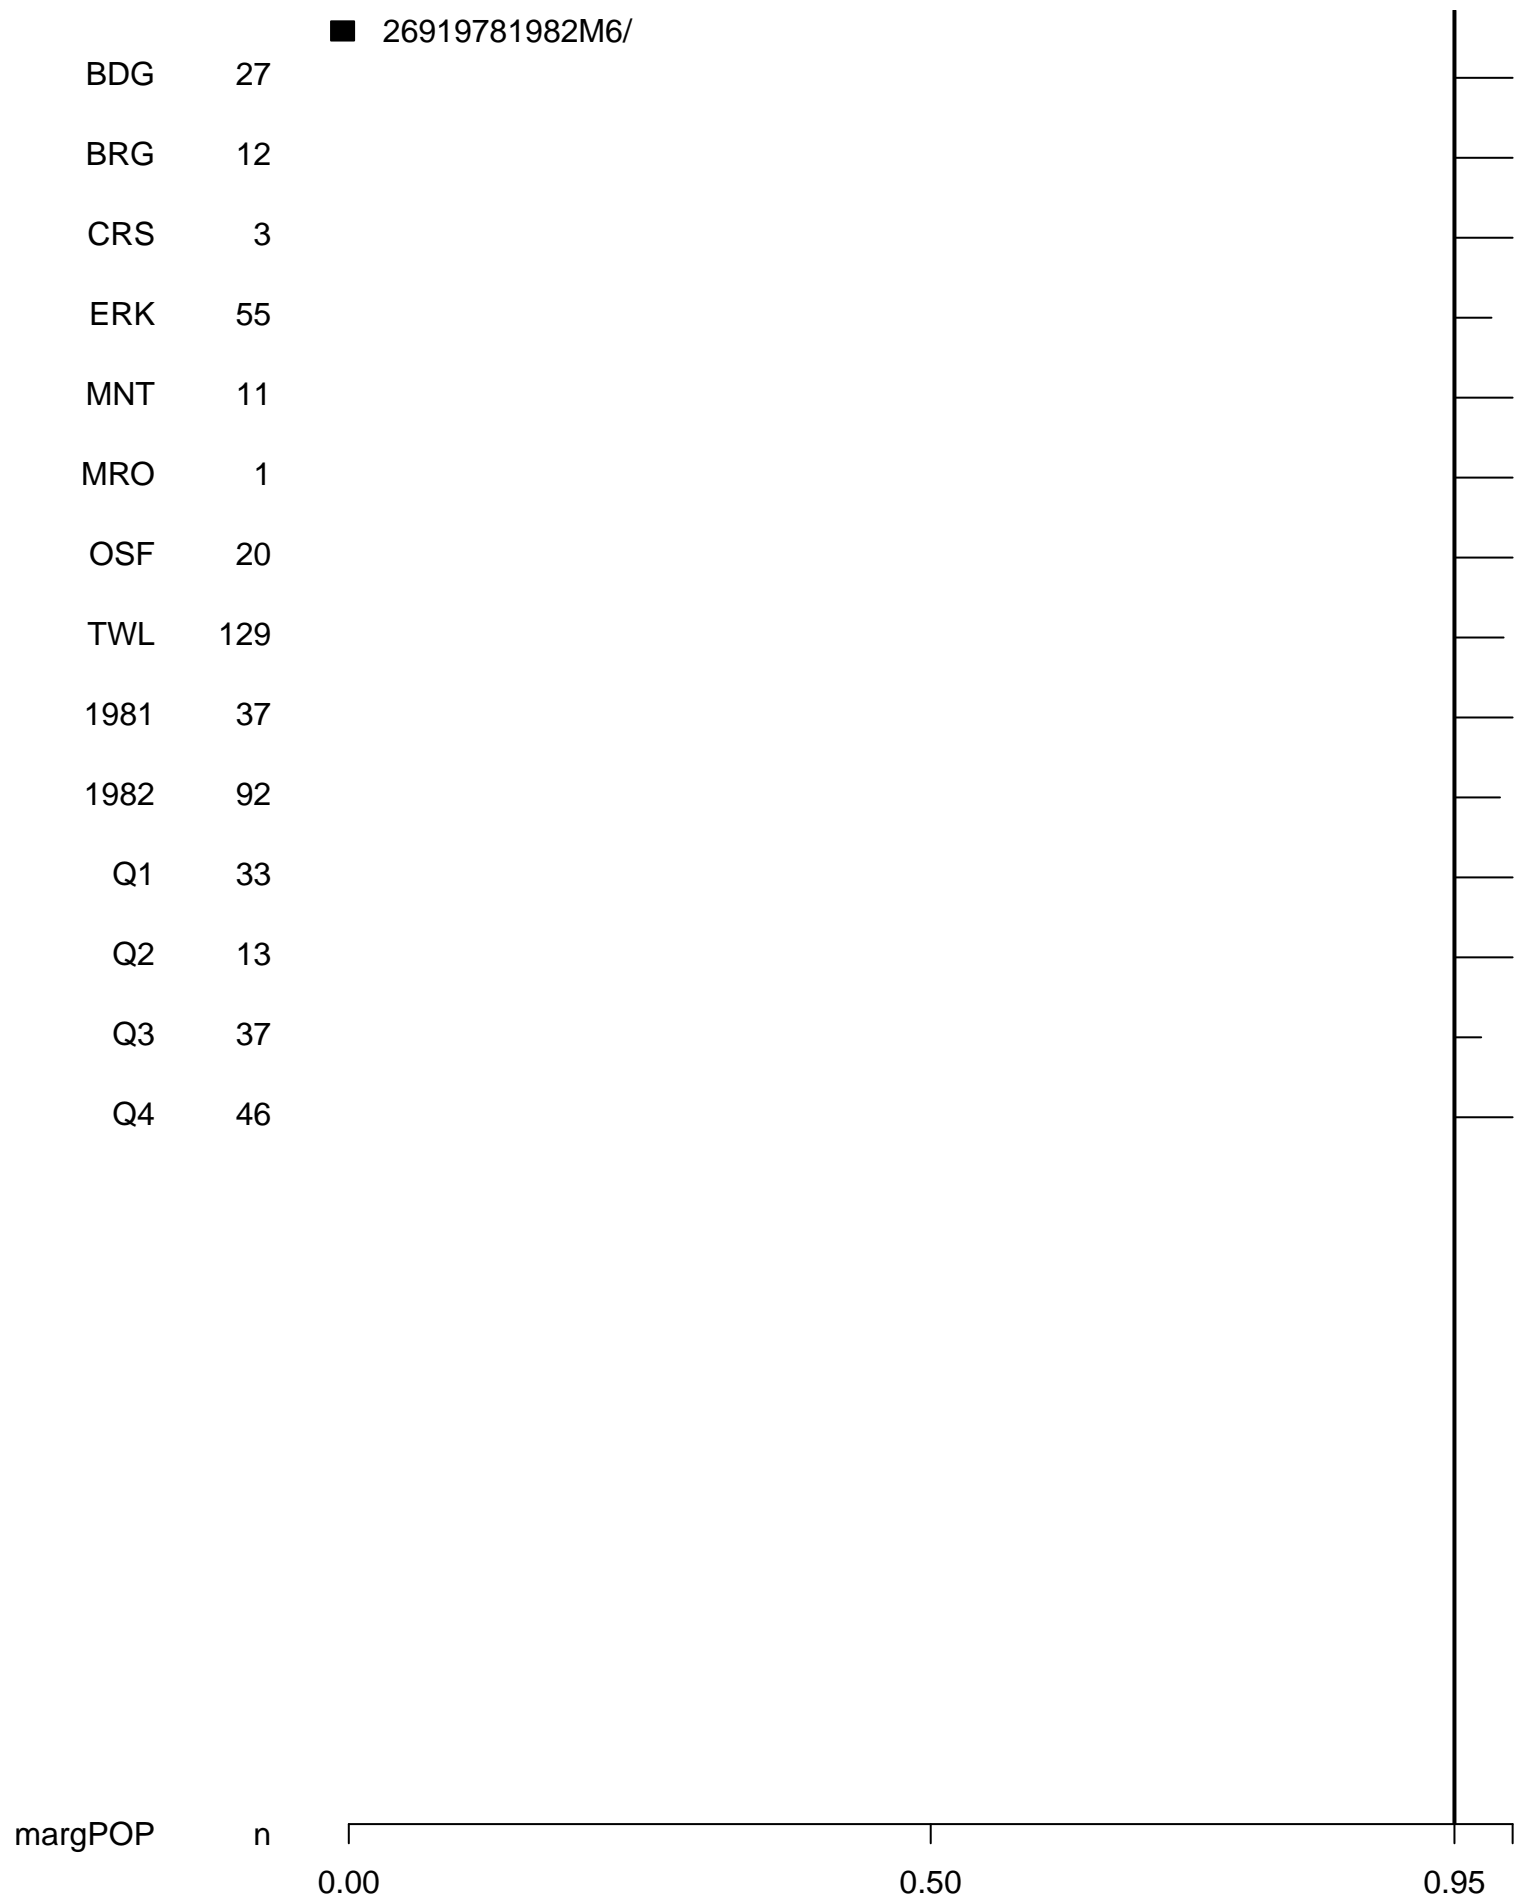 26919781982M6/
BDG 27
BRG 12
CRS 3
ERK 55
MNT 11
MRO 1
OSF 20
TWL 129
1981 37
1982 92
Q1 33
Q2 13
Q3 37
Q4 46
margPOP n
0.00 0.50 0.95